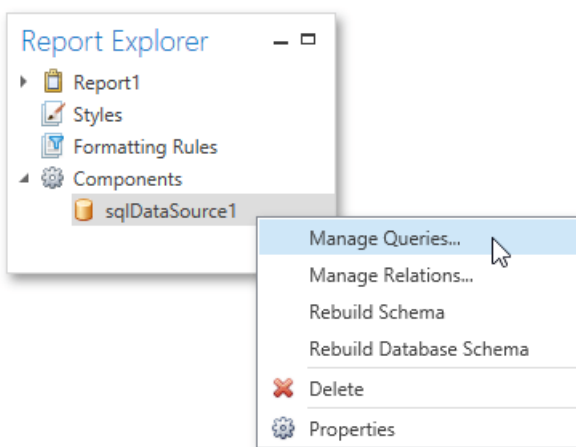 Report Explorer
Report1
Styles
Formatting Rules
Components
sqlDataSource1
Manage Queries...
Manage Relations...
Rebuild Schema
Rebuild Database Schema
Delete
Properties